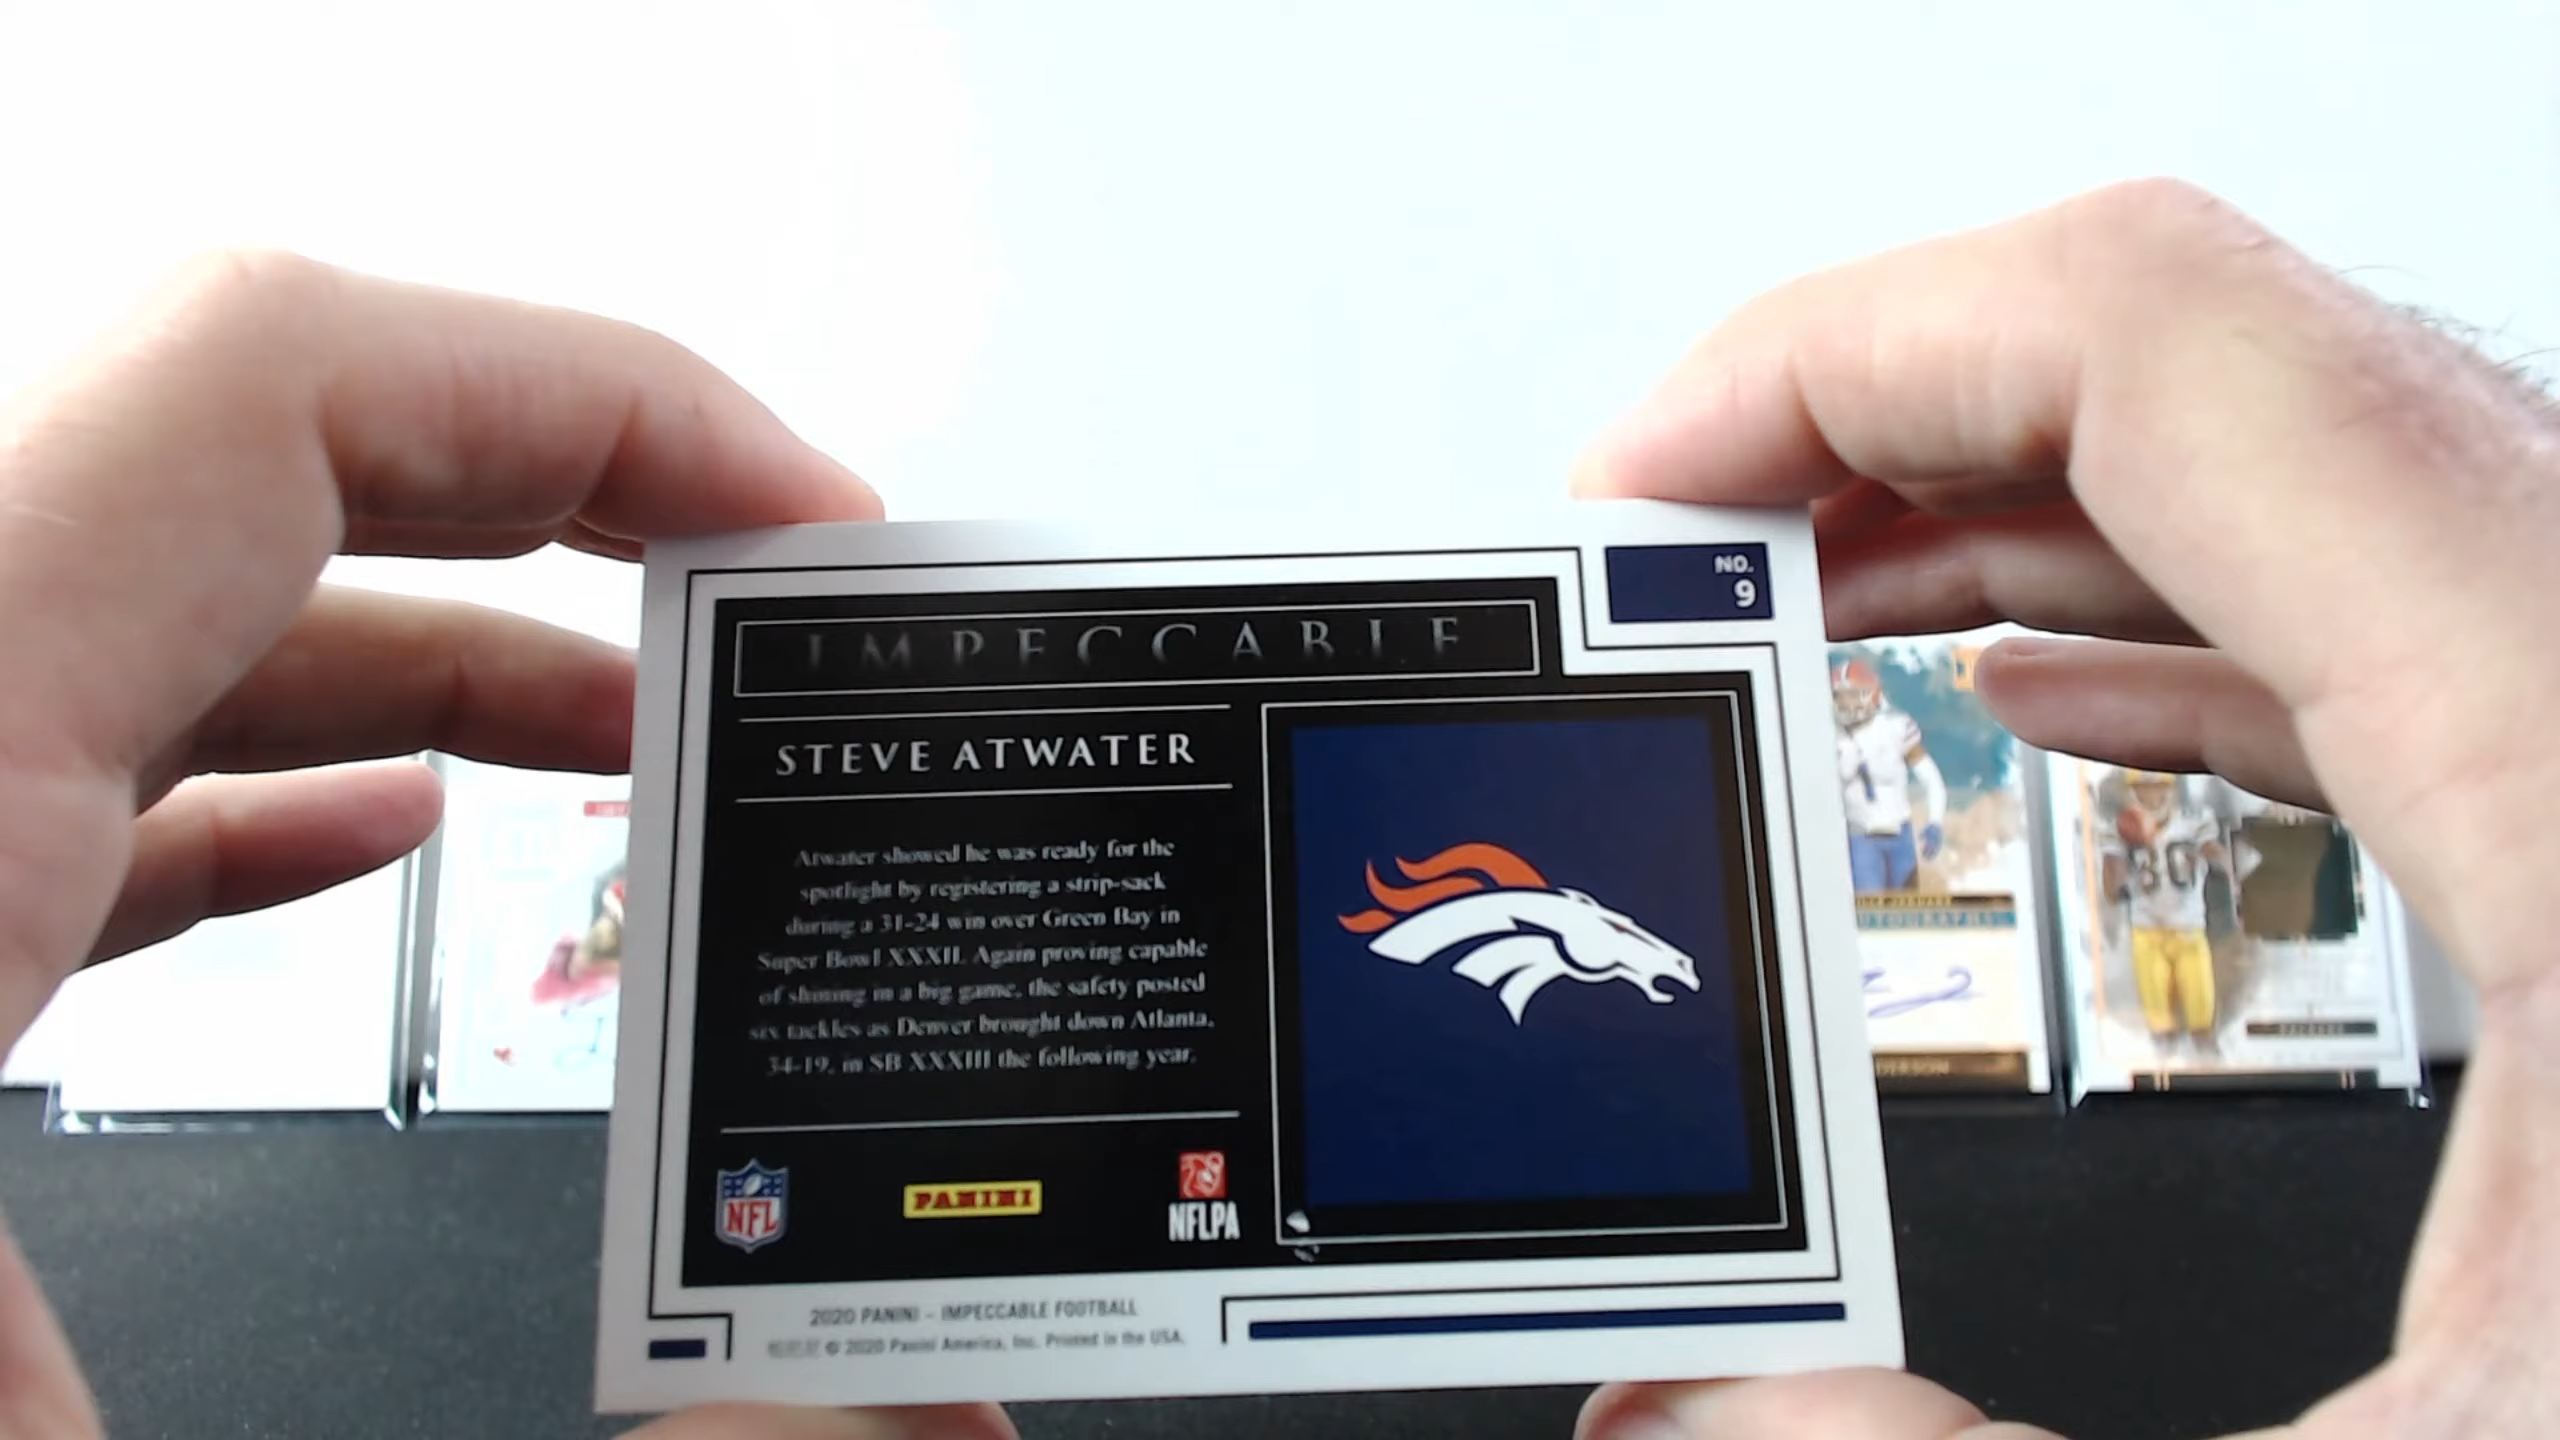 NO.
9
IMPECCABLE
STEVE ATWATER
Atwater showed he was ready for the
spotlight by registering a strip-sack
during a 31-24 win over Green Bay in
Super Bowl XXXII. Again proving capable
of shining in a big game, the safety posted
six tackles as Denver brought down Atlanta,
34-19, in SB XXXIII the following year.
NFL
PANINI
NFLPA
2020 PANINI – IMPECCABLE FOOTBALL
© 2020 Panini America, Inc. Printed in the USA.
1
80
PACKERS